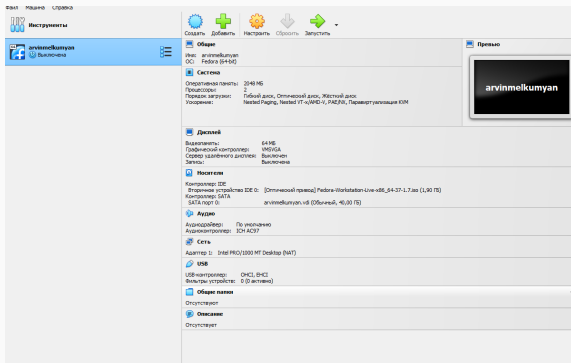 Файл Машина Справка
Инструменты
Создать Добавить Настроить Сбросить Запустить
arvinmelkumyan
Выключена
Общие
Имя: arvinmelkumyan
ОС: Fedora (64-bit)
Система
Оперативная память: 2048 МБ
Процессоры: 2
Порядок загрузки: Гибкий диск, Оптический диск, Жёсткий диск
Ускорение: Nested Paging, Nested VT-x/AMD-V, PAE/NX, Паравиртуализация KVM
Превью
arvinmelkumyan
Дисплей
Видеопамять: 64 МБ
Графический контроллер: VMSVGA
Сервер удалённого дисплея: Выключен
Запись: Выключена
Носители
Контроллер: IDE
Вторичное устройство IDE 0: [Оптический привод] Fedora-Workstation-Live-x86_64-37-1.7.iso (1,90 ГБ)
Контроллер: SATA
SATA порт 0: arvinmelkumyan.vdi (Обычный, 40,00 ГБ)
Аудио
Аудиодрайвер: По умолчанию
Аудиоконтроллер: ICH AC97
Сеть
Адаптер 1: Intel PRO/1000 MT Desktop (NAT)
USB
USB-контроллер: OHCI, EHCI
Фильтры устройств: 0 (0 активно)
Общие папки
Отсутствуют
Описание
Отсутствует